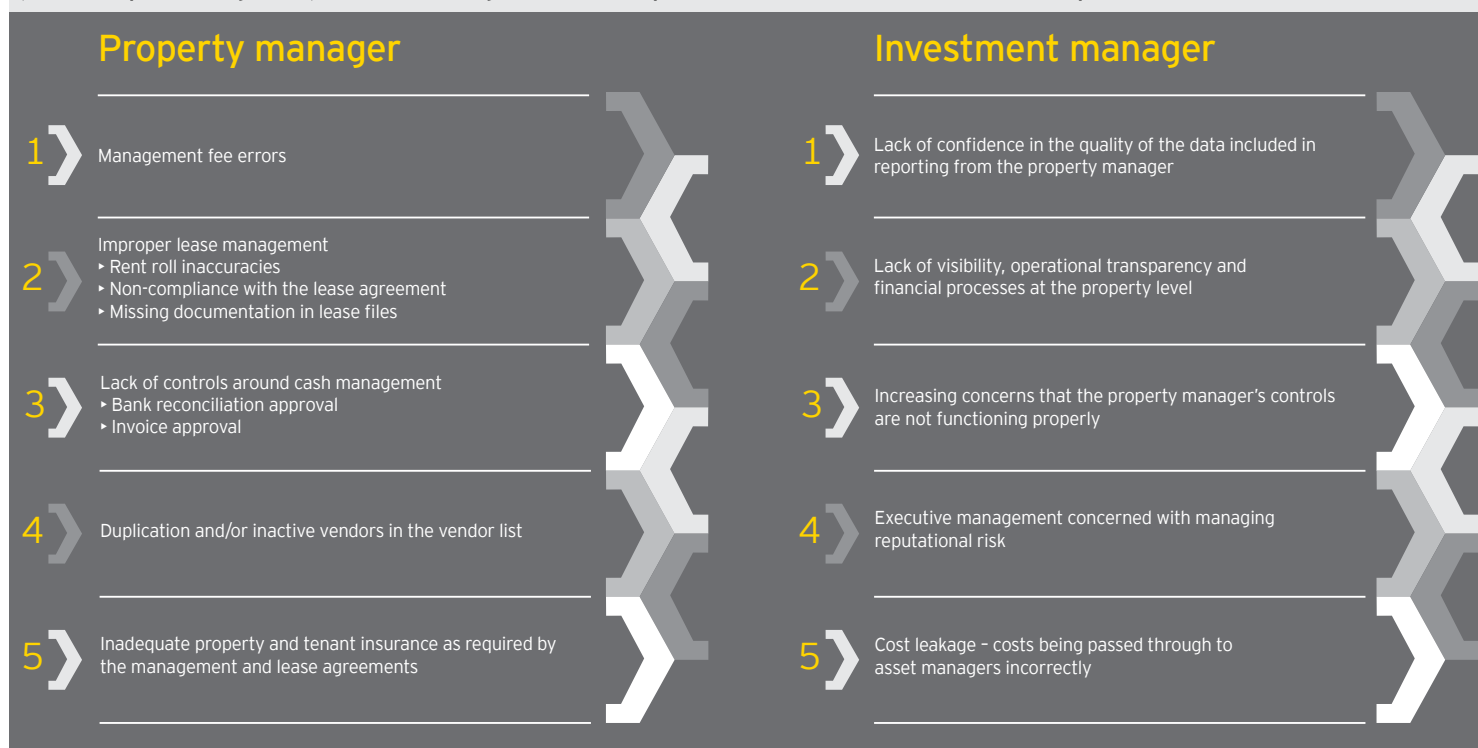 Property manager
1
Management fee errors
2
Improper lease management
‣ Rent roll inaccuracies
‣ Non-compliance with the lease agreement
‣ Missing documentation in lease files
3
Lack of controls around cash management
‣ Bank reconciliation approval
‣ Invoice approval
4
Duplication and/or inactive vendors in the vendor list
5
Inadequate property and tenant insurance as required by
the management and lease agreements
Investment manager
1
Lack of confidence in the quality of the data included in
reporting from the property manager
2
Lack of visibility, operational transparency and
financial processes at the property level
3
Increasing concerns that the property manager’s controls
are not functioning properly
4
Executive management concerned with managing
reputational risk
5
Cost leakage – costs being passed through to
asset managers incorrectly